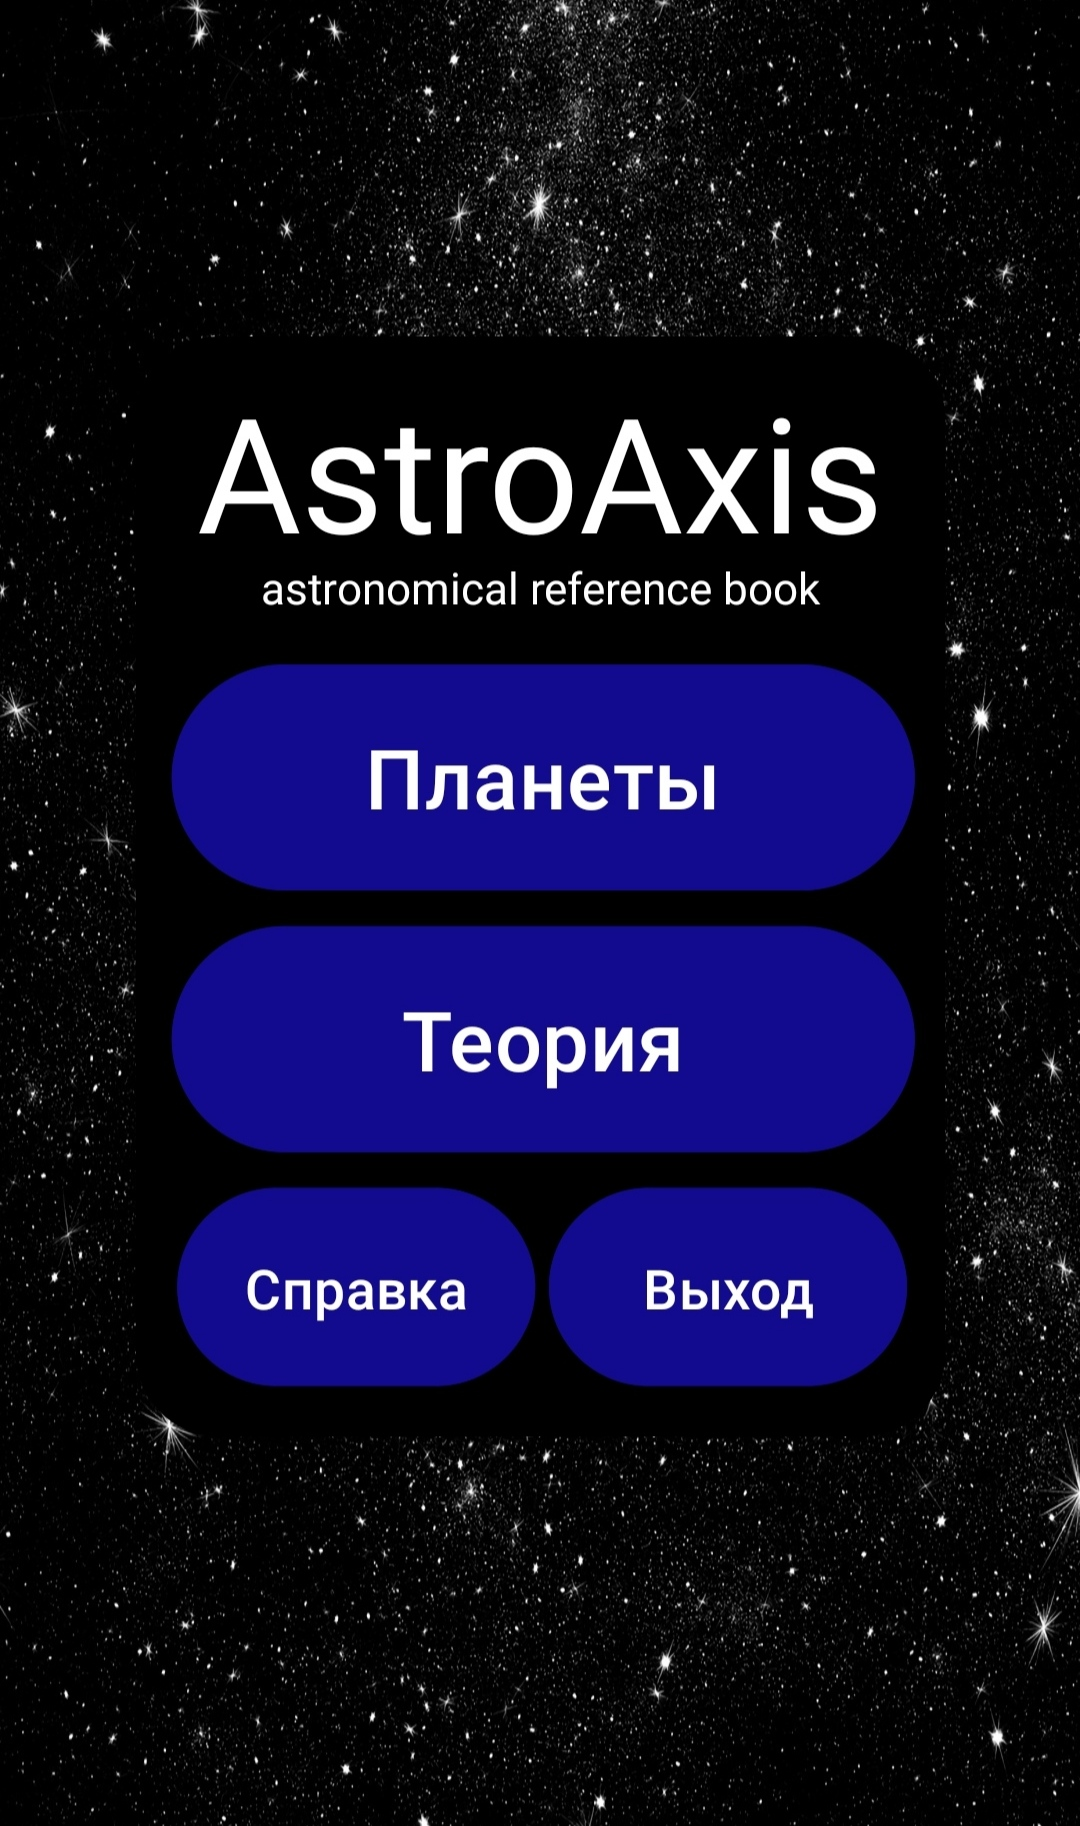 AstroAxis
astronomical reference book
Планеты
Теория
Справка
Выход